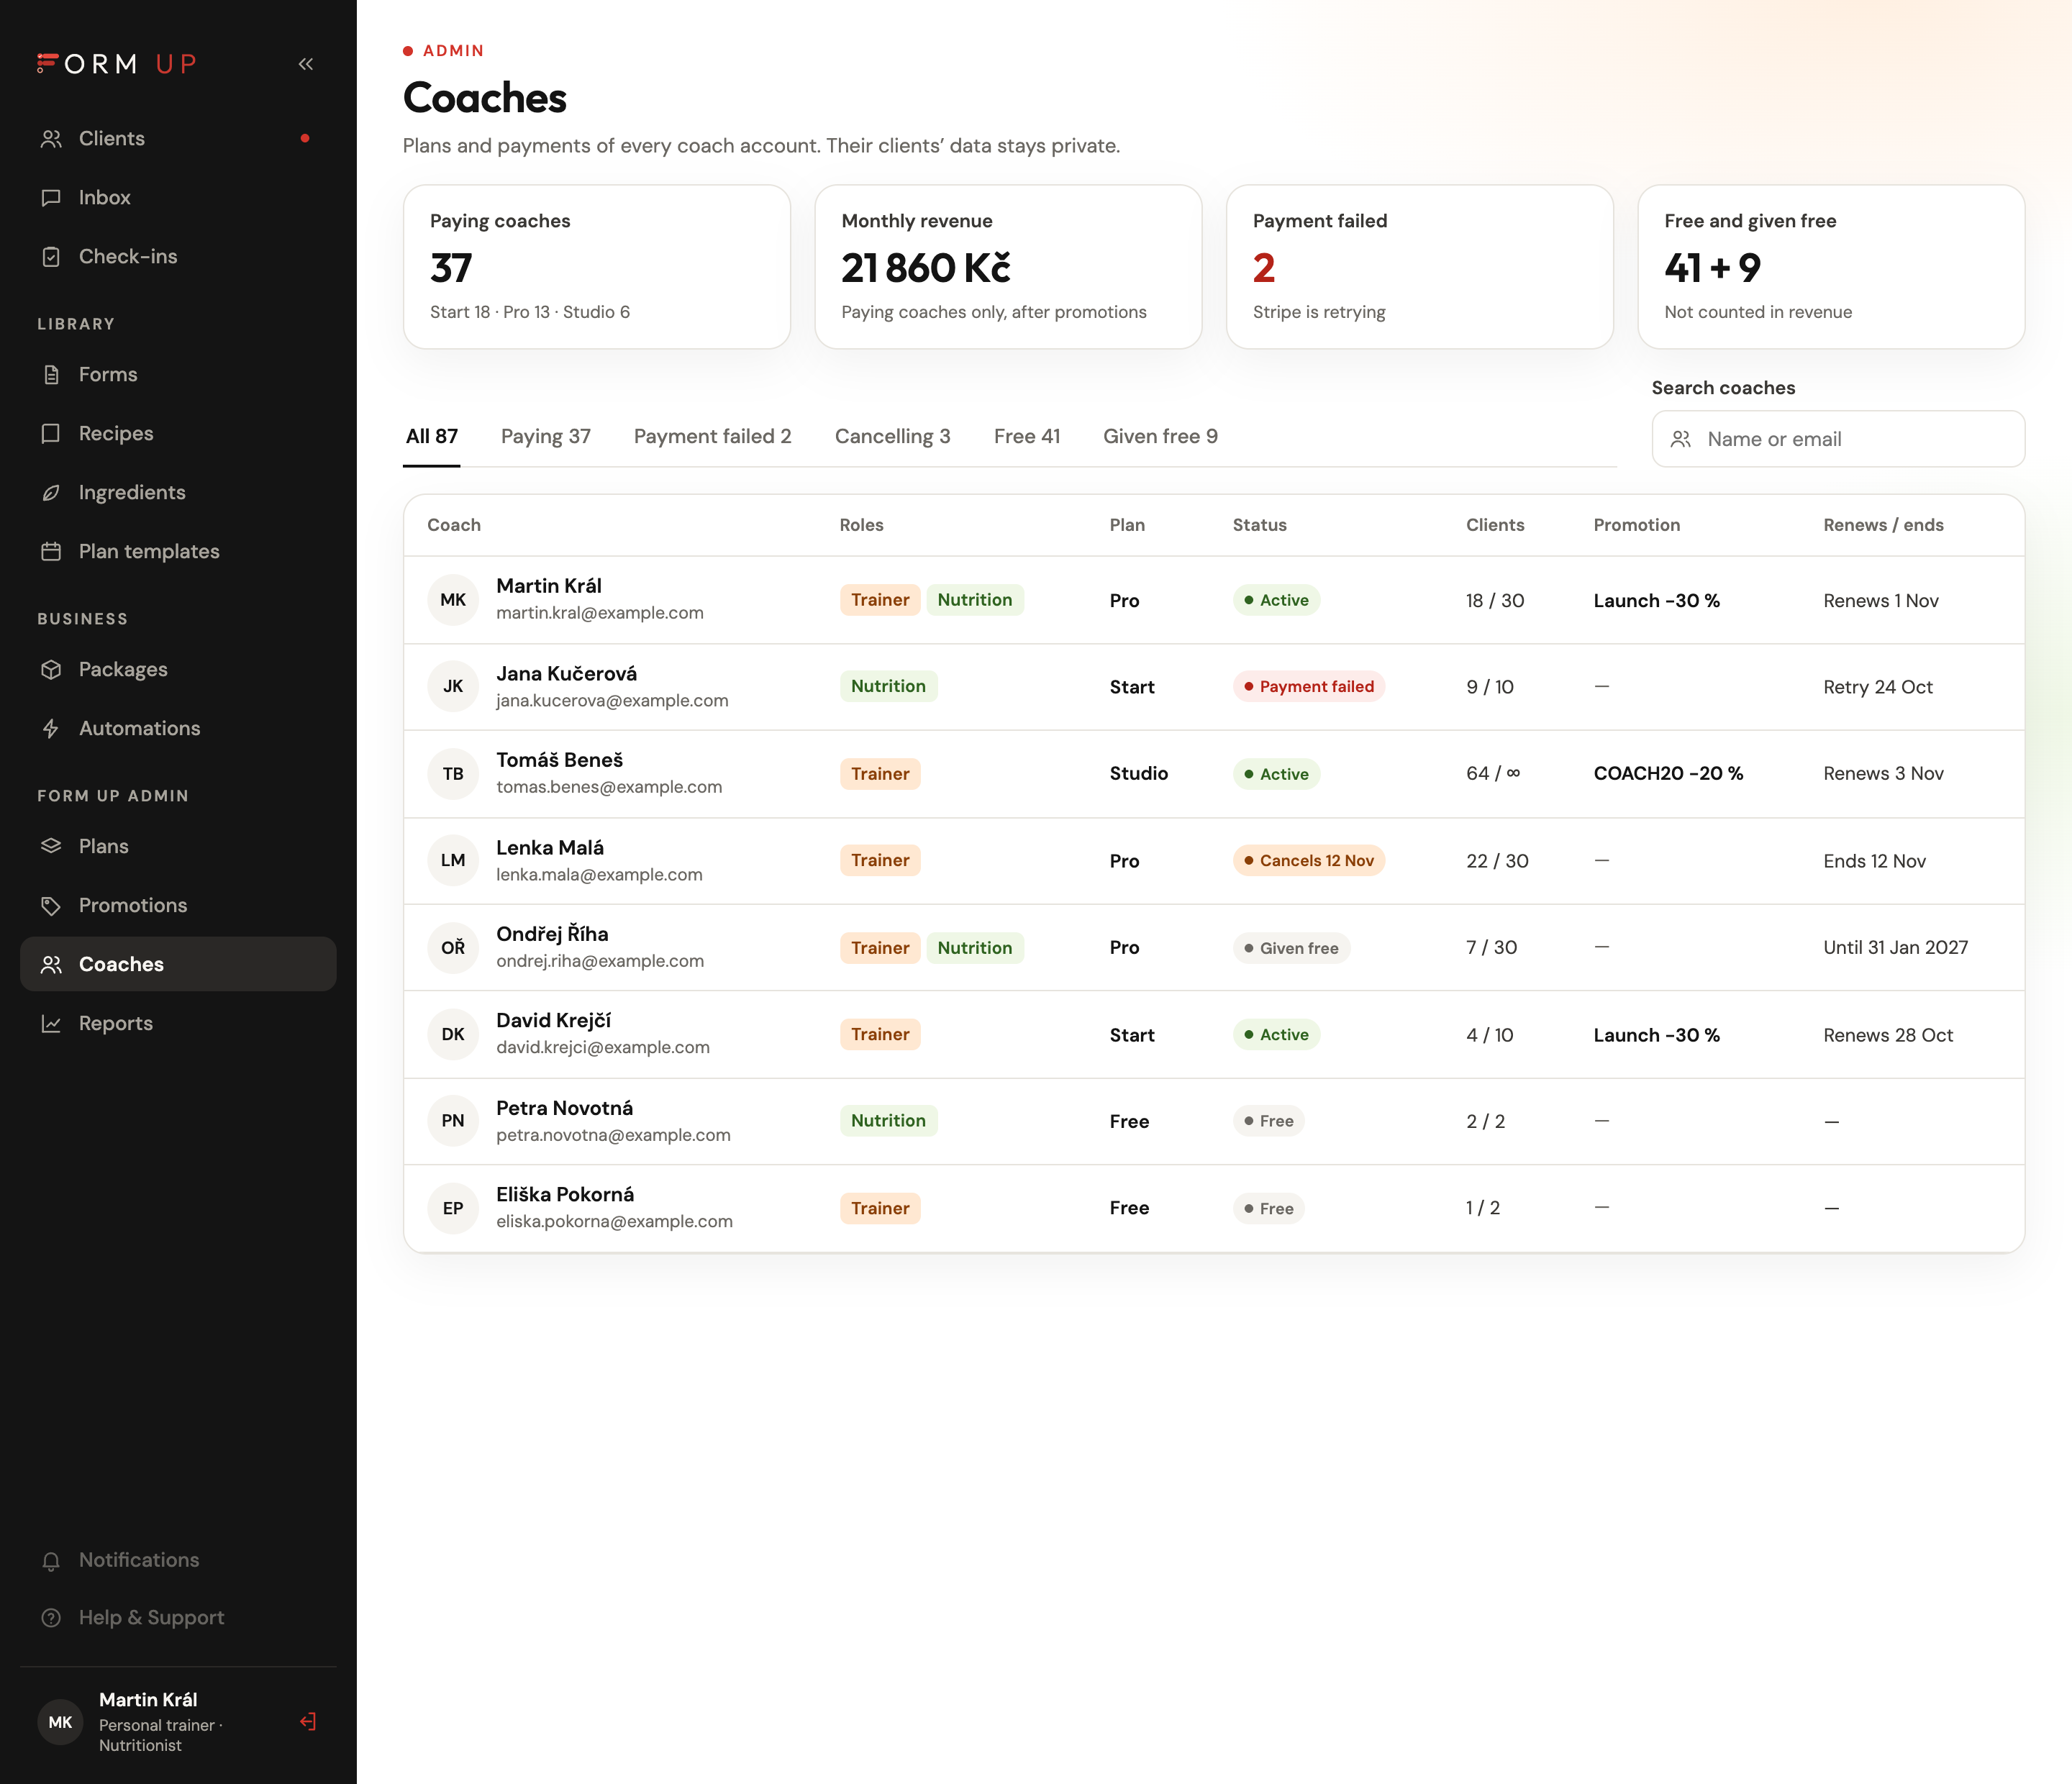 FORM UP
Clients
Inbox
Check-ins
LIBRARY
Forms
Recipes
Ingredients
Plan templates
BUSINESS
Packages
Automations
FORM UP ADMIN
Plans
Promotions
Coaches
Reports
Notifications
Help & Support
MK
Martin Král
Personal trainer ·
Nutritionist
ADMIN
Coaches
Plans and payments of every coach account. Their clients’ data stays private.
Paying coaches
37
Start 18 · Pro 13 · Studio 6
Monthly revenue
21 860 Kč
Paying coaches only, after promotions
Payment failed
2
Stripe is retrying
Free and given free
41 + 9
Not counted in revenue
All 87 Paying 37 Payment failed 2 Cancelling 3 Free 41 Given free 9
Search coaches
Name or email
Coach Roles Plan Status Clients Promotion Renews / ends
MK Martin Král Trainer Nutrition Pro Active 18 / 30 Launch −30 % Renews 1 Nov
martin.kral@example.com
JK Jana Kučerová Nutrition Start Payment failed 9 / 10 — Retry 24 Oct
jana.kucerova@example.com
TB Tomáš Beneš Trainer Studio Active 64 / ∞ COACH20 −20 % Renews 3 Nov
tomas.benes@example.com
LM Lenka Malá Trainer Pro Cancels 12 Nov 22 / 30 — Ends 12 Nov
lenka.mala@example.com
OŘ Ondřej Říha Trainer Nutrition Pro Given free 7 / 30 — Until 31 Jan 2027
ondrej.riha@example.com
DK David Krejčí Trainer Start Active 4 / 10 Launch −30 % Renews 28 Oct
david.krejci@example.com
PN Petra Novotná Nutrition Free Free 2 / 2 — —
petra.novotna@example.com
EP Eliška Pokorná Trainer Free Free 1 / 2 — —
eliska.pokorna@example.com